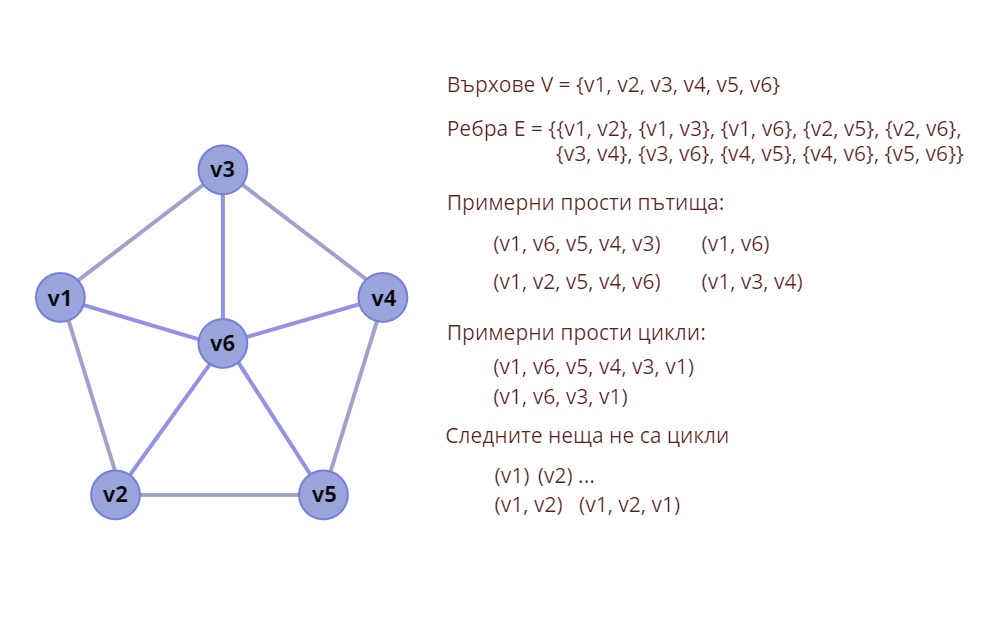 Върхове V = {v1, v2, v3, v4, v5, v6}
Ребра E = {{v1, v2}, {v1, v3}, {v1, v6}, {v2, v5}, {v2, v6},
{v3, v4}, {v3, v6}, {v4, v5}, {v4, v6}, {v5, v6}}
Примерни прости пътища:
(v1, v6, v5, v4, v3) (v1, v6)
(v1, v2, v5, v4, v6) (v1, v3, v4)
Примерни прости цикли:
(v1, v6, v5, v4, v3, v1)
(v1, v6, v3, v1)
Следните неща не са цикли
(v1) (v2) ...
(v1, v2) (v1, v2, v1)
v3
v1
v4
v6
v2
v5